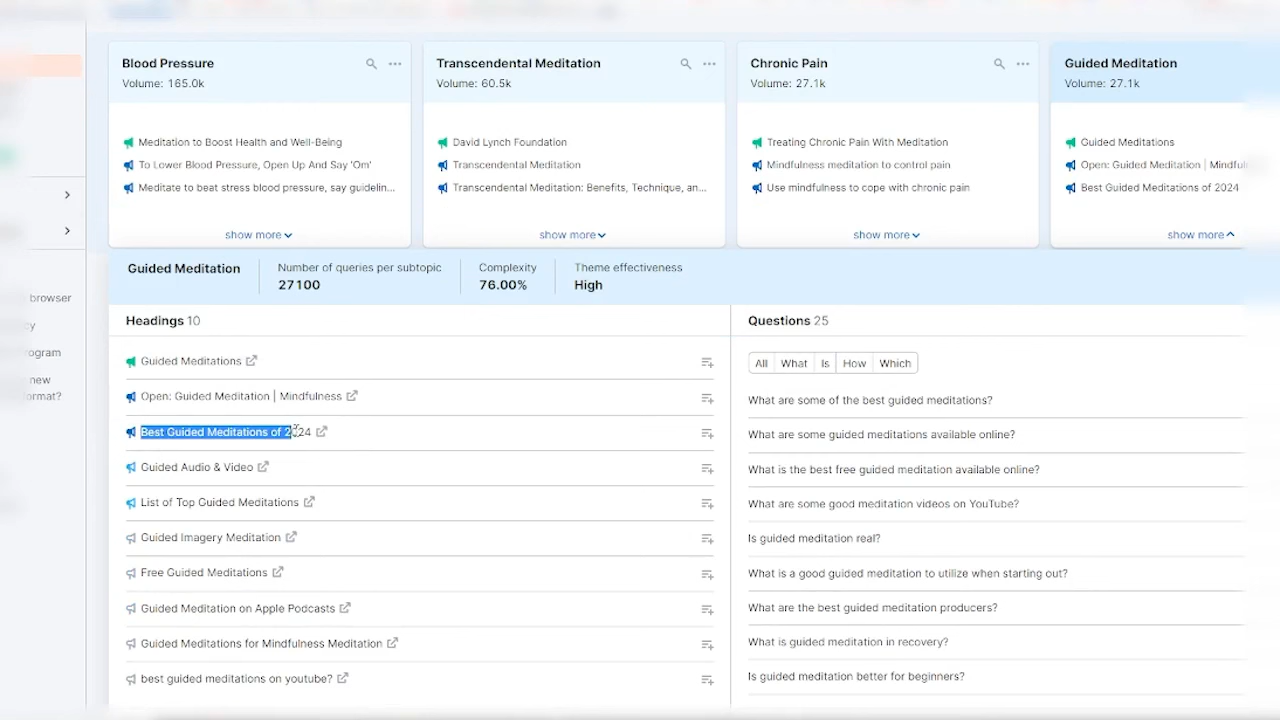 Blood Pressure
Volume: 165.0k
Meditation to Boost Health and Well-Being
To Lower Blood Pressure, Open Up And Say 'Om'
Meditate to beat stress blood pressure, say guidelin...
show more
Transcendental Meditation
Volume: 60.5k
David Lynch Foundation
Transcendental Meditation
Transcendental Meditation: Benefits, Technique, an...
show more
Chronic Pain
Volume: 27.1k
Treating Chronic Pain With Meditation
Mindfulness meditation to control pain
Use mindfulness to cope with chronic pain
show more
Guided Meditation
Volume: 27.1k
Guided Meditations
Open: Guided Meditation | Mindful
Best Guided Meditations of 2024
show more
browser
new
Guided Meditation
Number of queries per subtopic
27100
Complexity
76.00%
Theme effectiveness
High
Headings 10
Guided Meditations
Open: Guided Meditation | Mindfulness
Best Guided Meditations of 2024
Guided Audio & Video
List of Top Guided Meditations
Guided Imagery Meditation
Free Guided Meditations
Guided Meditation on Apple Podcasts
Guided Meditations for Mindfulness Meditation
best guided meditations on youtube?
Questions 25
All What Is How Which
What are some of the best guided meditations?
What are some guided meditations available online?
What is the best free guided meditation available online?
What are some good meditation videos on YouTube?
Is guided meditation real?
What is a good guided meditation to utilize when starting out?
What are the best guided meditation producers?
What is guided meditation in recovery?
Is guided meditation better for beginners?